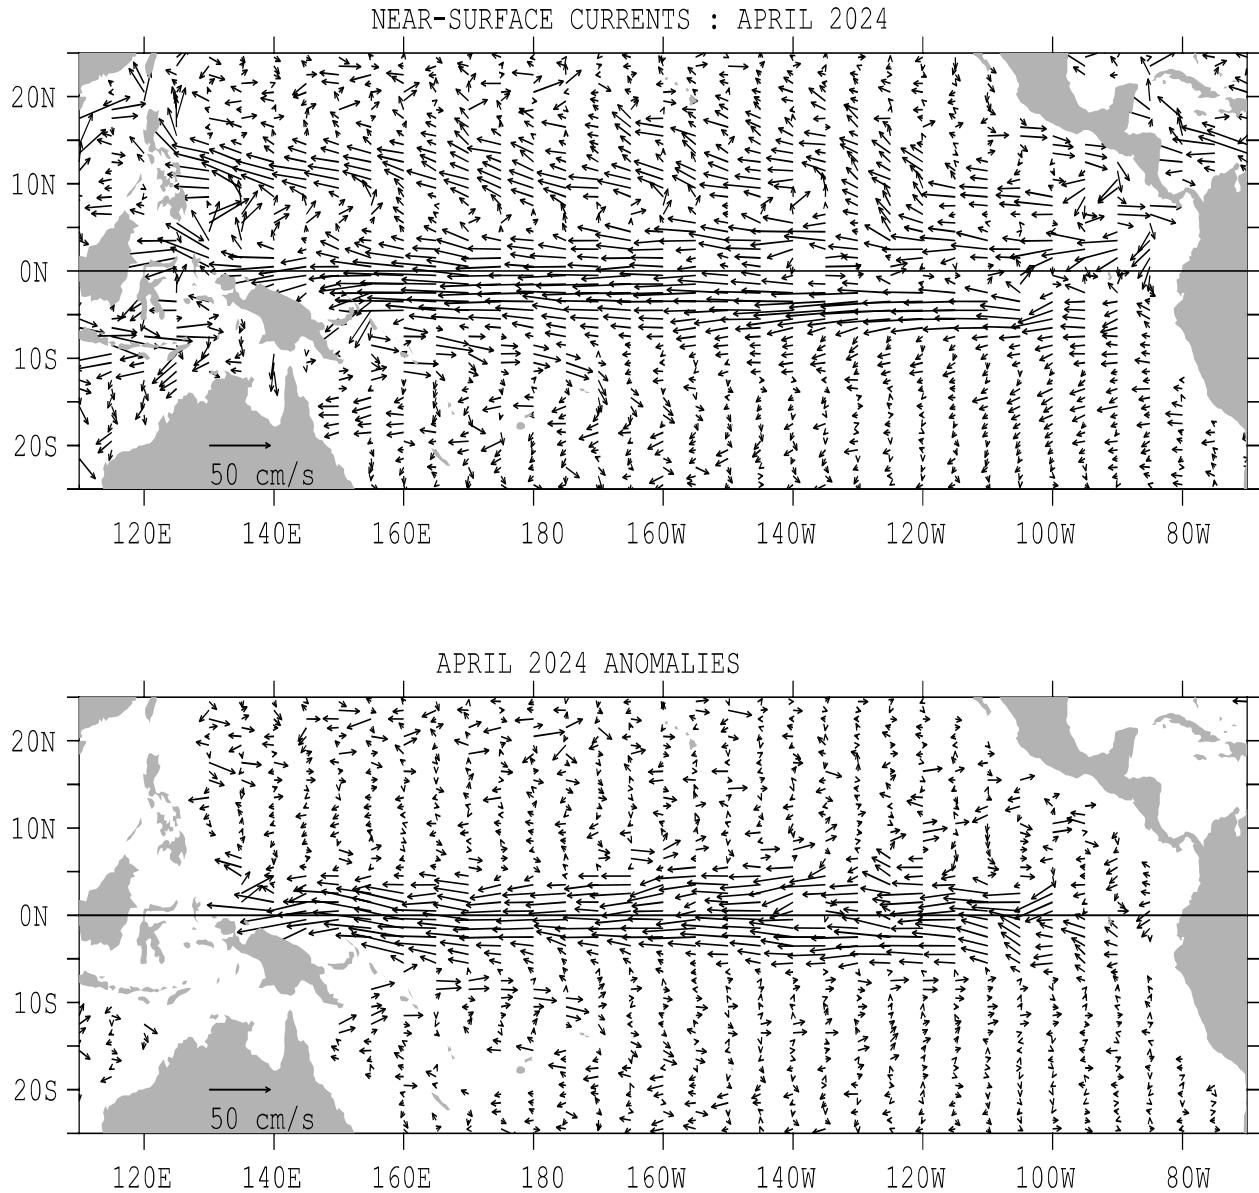 NEAR-SURFACE CURRENTS : APRIL 2024
20N
10N
0N
10S
20S
50 cm/s
120E 140E 160E 180 160W 140W 120W 100W 80W
APRIL 2024 ANOMALIES
20N
10N
0N
10S
20S
50 cm/s
120E 140E 160E 180 160W 140W 120W 100W 80W